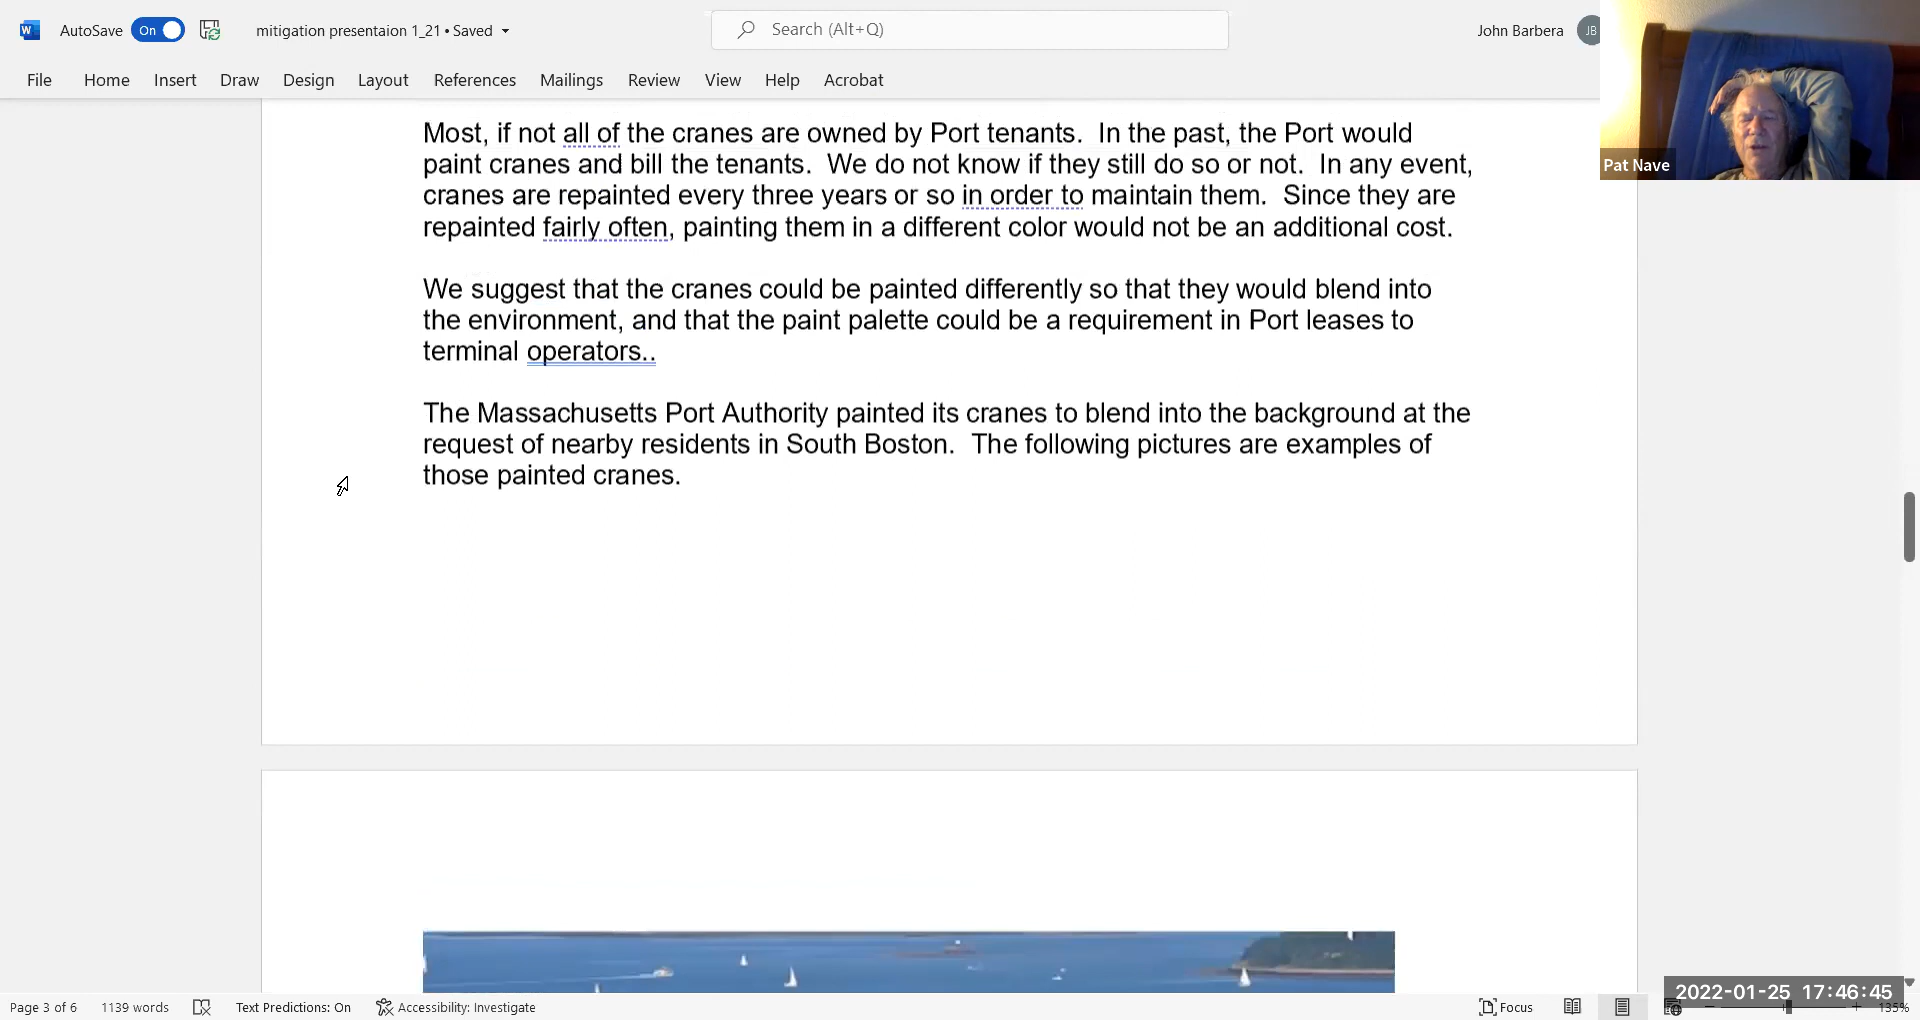 AutoSave On mitigation presentaion 1_21 • Saved Search (Alt+Q) John Barbera JB
File Home Insert Draw Design Layout References Mailings Review View Help Acrobat
Pat Nave
Most, if not all of the cranes are owned by Port tenants.  In the past, the Port would
paint cranes and bill the tenants.  We do not know if they still do so or not.  In any event,
cranes are repainted every three years or so in order to maintain them.  Since they are
repainted fairly often, painting them in a different color would not be an additional cost.
We suggest that the cranes could be painted differently so that they would blend into
the environment, and that the paint palette could be a requirement in Port leases to
terminal operators..
The Massachusetts Port Authority painted its cranes to blend into the background at the
request of nearby residents in South Boston.  The following pictures are examples of
those painted cranes.
2022-01-25 17:46:45
Page 3 of 6 1139 words Text Predictions: On Accessibility: Investigate Focus 135%